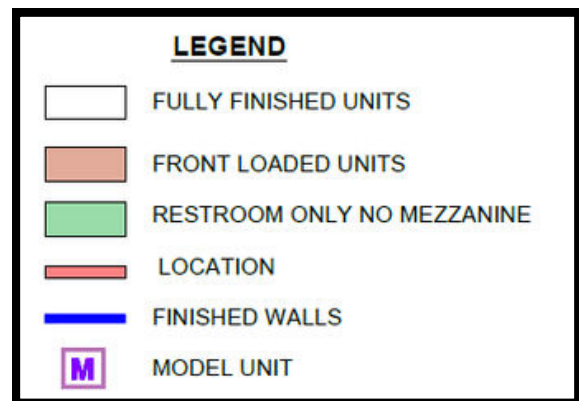 LEGEND
FULLY FINISHED UNITS
FRONT LOADED UNITS
RESTROOM ONLY NO MEZZANINE
LOCATION
FINISHED WALLS
M MODEL UNIT